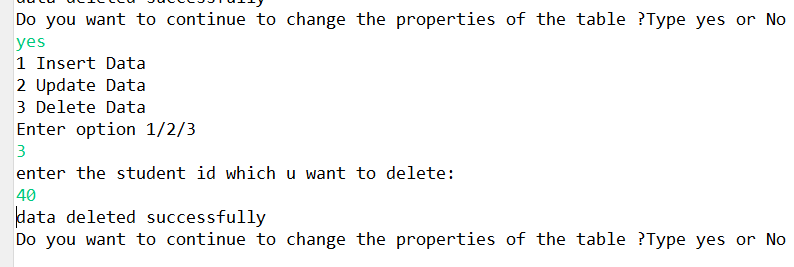 data deleted successfully
Do you want to continue to change the properties of the table ?Type yes or No
yes
1 Insert Data
2 Update Data
3 Delete Data
Enter option 1/2/3
3
enter the student id which u want to delete:
40
data deleted successfully
Do you want to continue to change the properties of the table ?Type yes or No